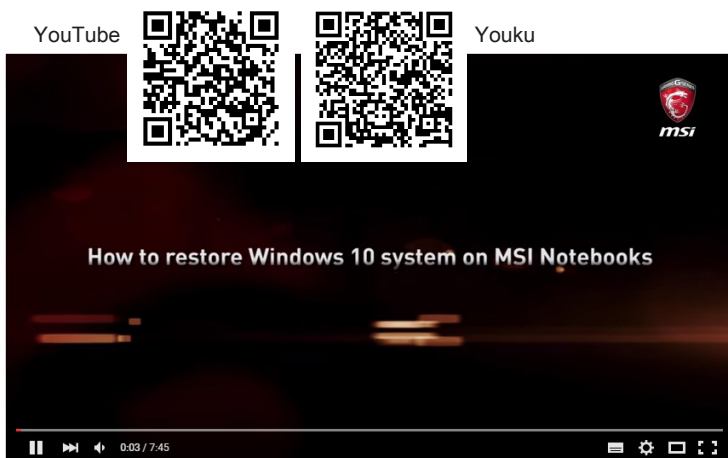 YouTube
Youku
msi
How to restore Windows 10 system on MSI Notebooks
0:03 / 7:45